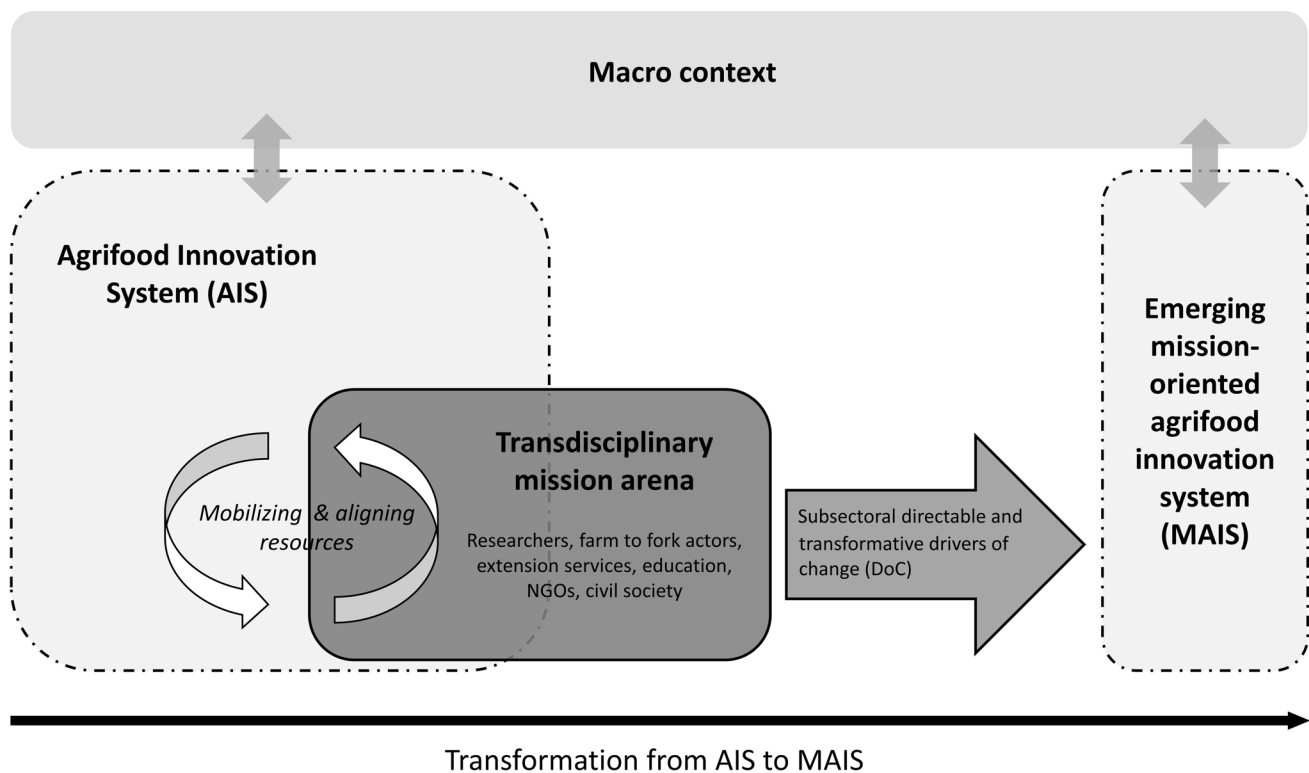 Macro context
Agrifood Innovation
System (AIS)
Mobilizing & aligning
resources
Transdisciplinary
mission arena
Researchers, farm to fork actors,
extension services, education,
NGOs, civil society
Subsectoral directable and
transformative drivers of
change (DoC)
Emerging
mission-
oriented
agrifood
innovation
system
(MAIS)
Transformation from AIS to MAIS